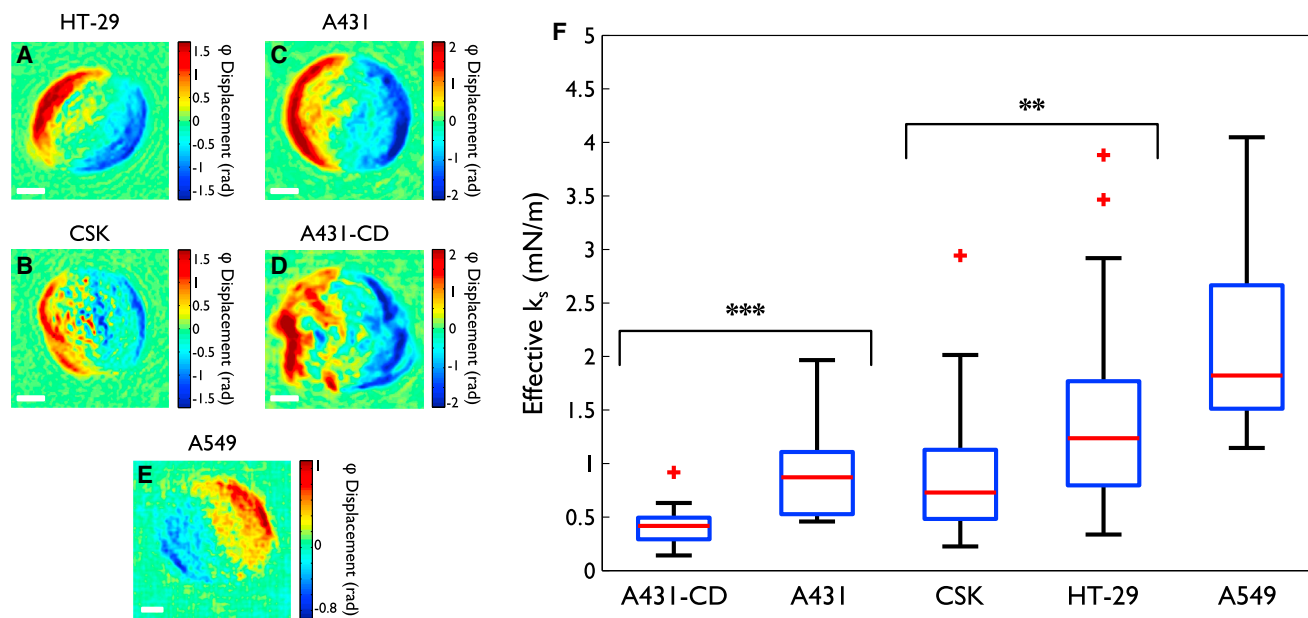 HT-29
A431
A
1.5
1
0.5
0
-0.5
-1
-1.5
φ Displacement (rad)
C
2
1
0
-1
-2
φ Displacement (rad)
CSK
A431-CD
B
1.5
1
0.5
0
-0.5
-1
-1.5
φ Displacement (rad)
D
2
1
0
-1
-2
φ Displacement (rad)
A549
E
1
0
-0.8
φ Displacement (rad)
F
Effective ks (mN/m)
5
4.5
4
3.5
3
2.5
2
1.5
1
0.5
0
***
**
A431-CD
A431
CSK
HT-29
A549